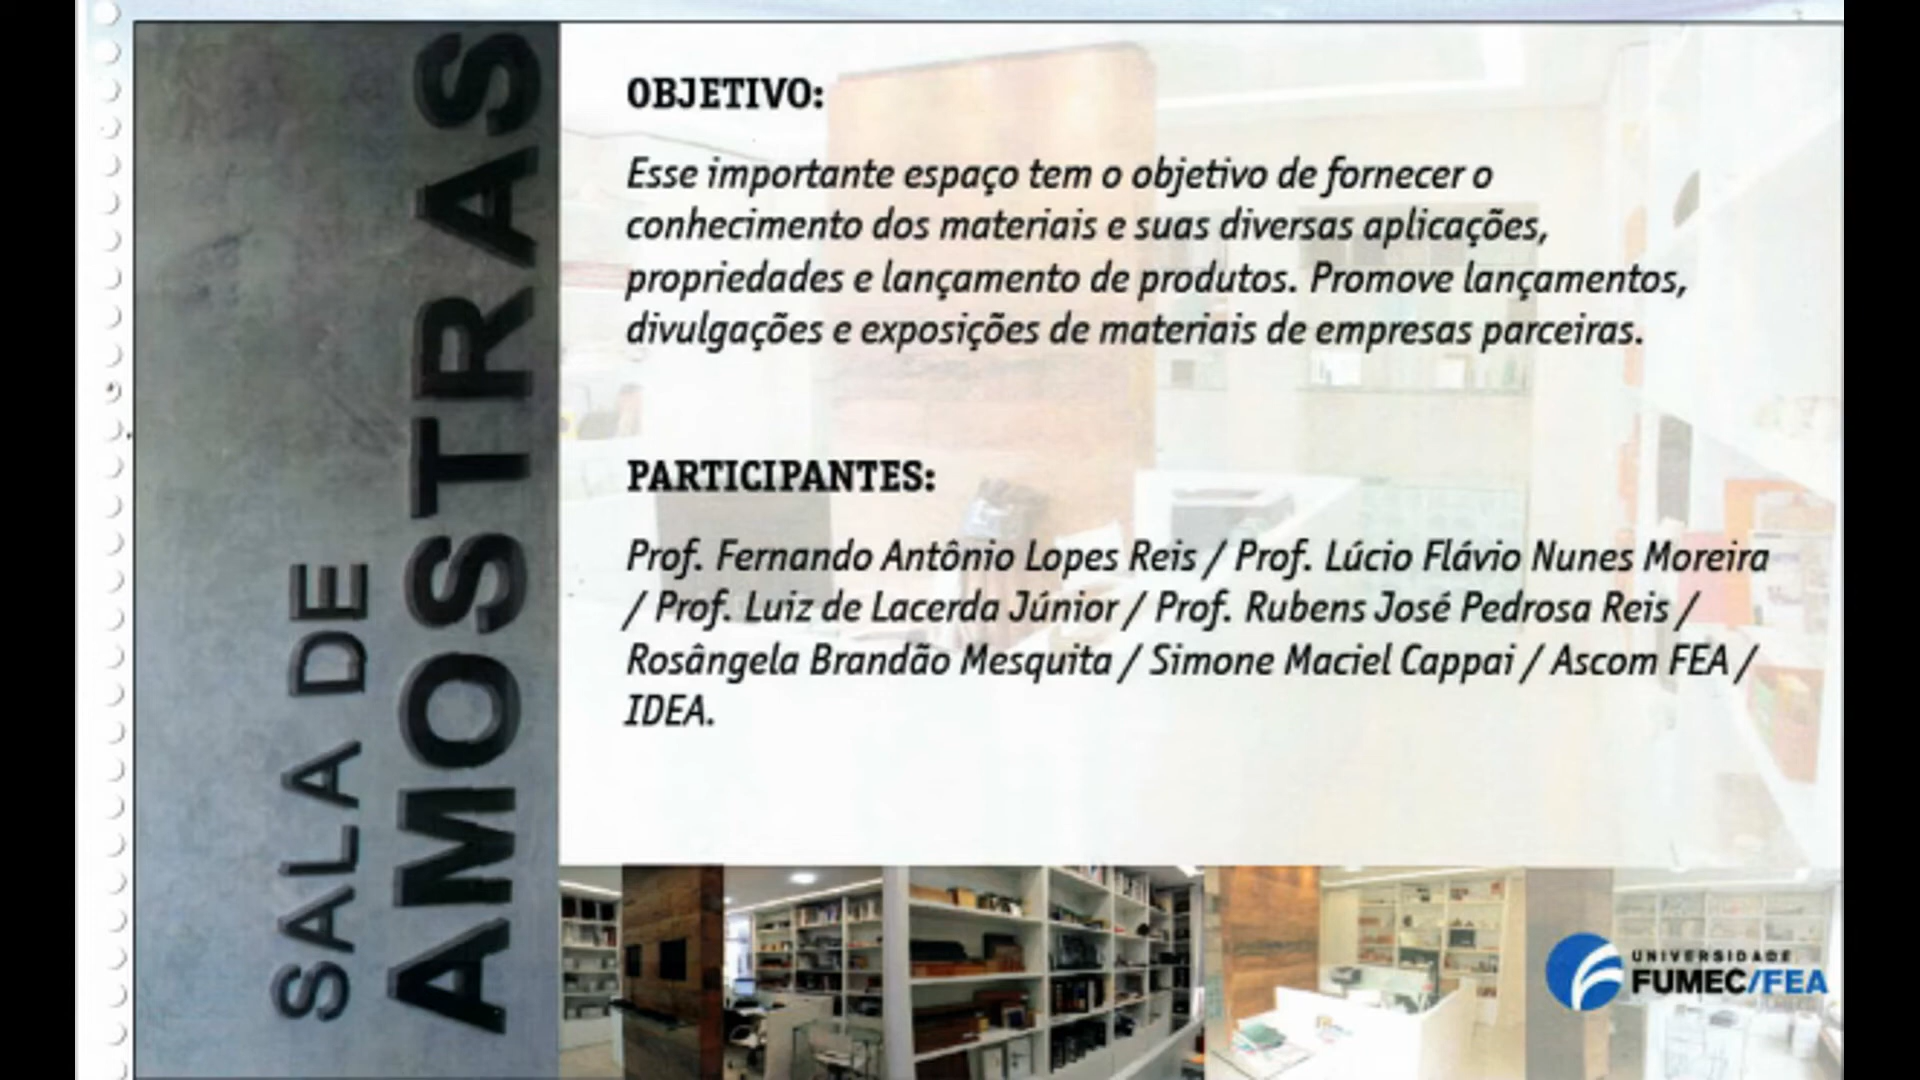 SALA DE
AMOSTRAS
OBJETIVO:
Esse importante espaço tem o objetivo de fornecer o
conhecimento dos materiais e suas diversas aplicações,
propriedades e lançamento de produtos. Promove lançamentos,
divulgações e exposições de materiais de empresas parceiras.
PARTICIPANTES:
Prof. Fernando Antônio Lopes Reis / Prof. Lúcio Flávio Nunes Moreira
/ Prof. Luiz de Lacerda Júnior / Prof. Rubens José Pedrosa Reis /
Rosângela Brandão Mesquita / Simone Maciel Cappai / Ascom FEA /
IDEA.
UNIVERSIDADE
FUMEC/FEA